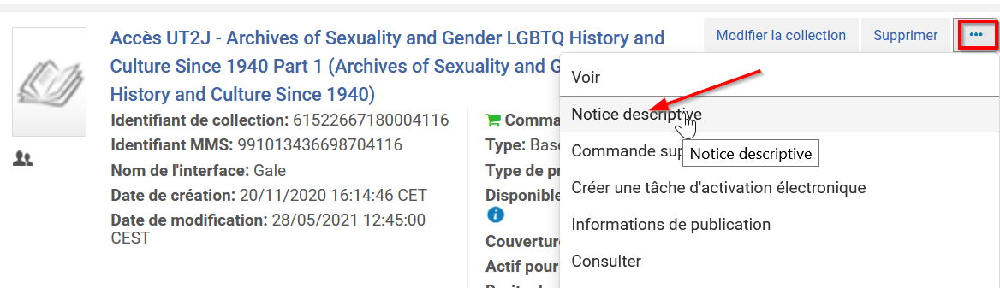 Accès UT2J - Archives of Sexuality and Gender LGBTQ History and
Culture Since 1940 Part 1 (Archives of Sexuality and G
History and Culture Since 1940)
Identifiant de collection: 61522667180004116
Identifiant MMS: 991013436698704116
Nom de l'interface: Gale
Date de création: 20/11/2020 16:14:46 CET
Date de modification: 28/05/2021 12:45:00
CEST
Comma
Type: Bas
Type de pr
Disponible
Couverture
Actif pour
Modifier la collection
Supprimer
•••
Voir
Notice descriptive
Commande sup
Notice descriptive
Créer une tâche d'activation électronique
Informations de publication
Consulter